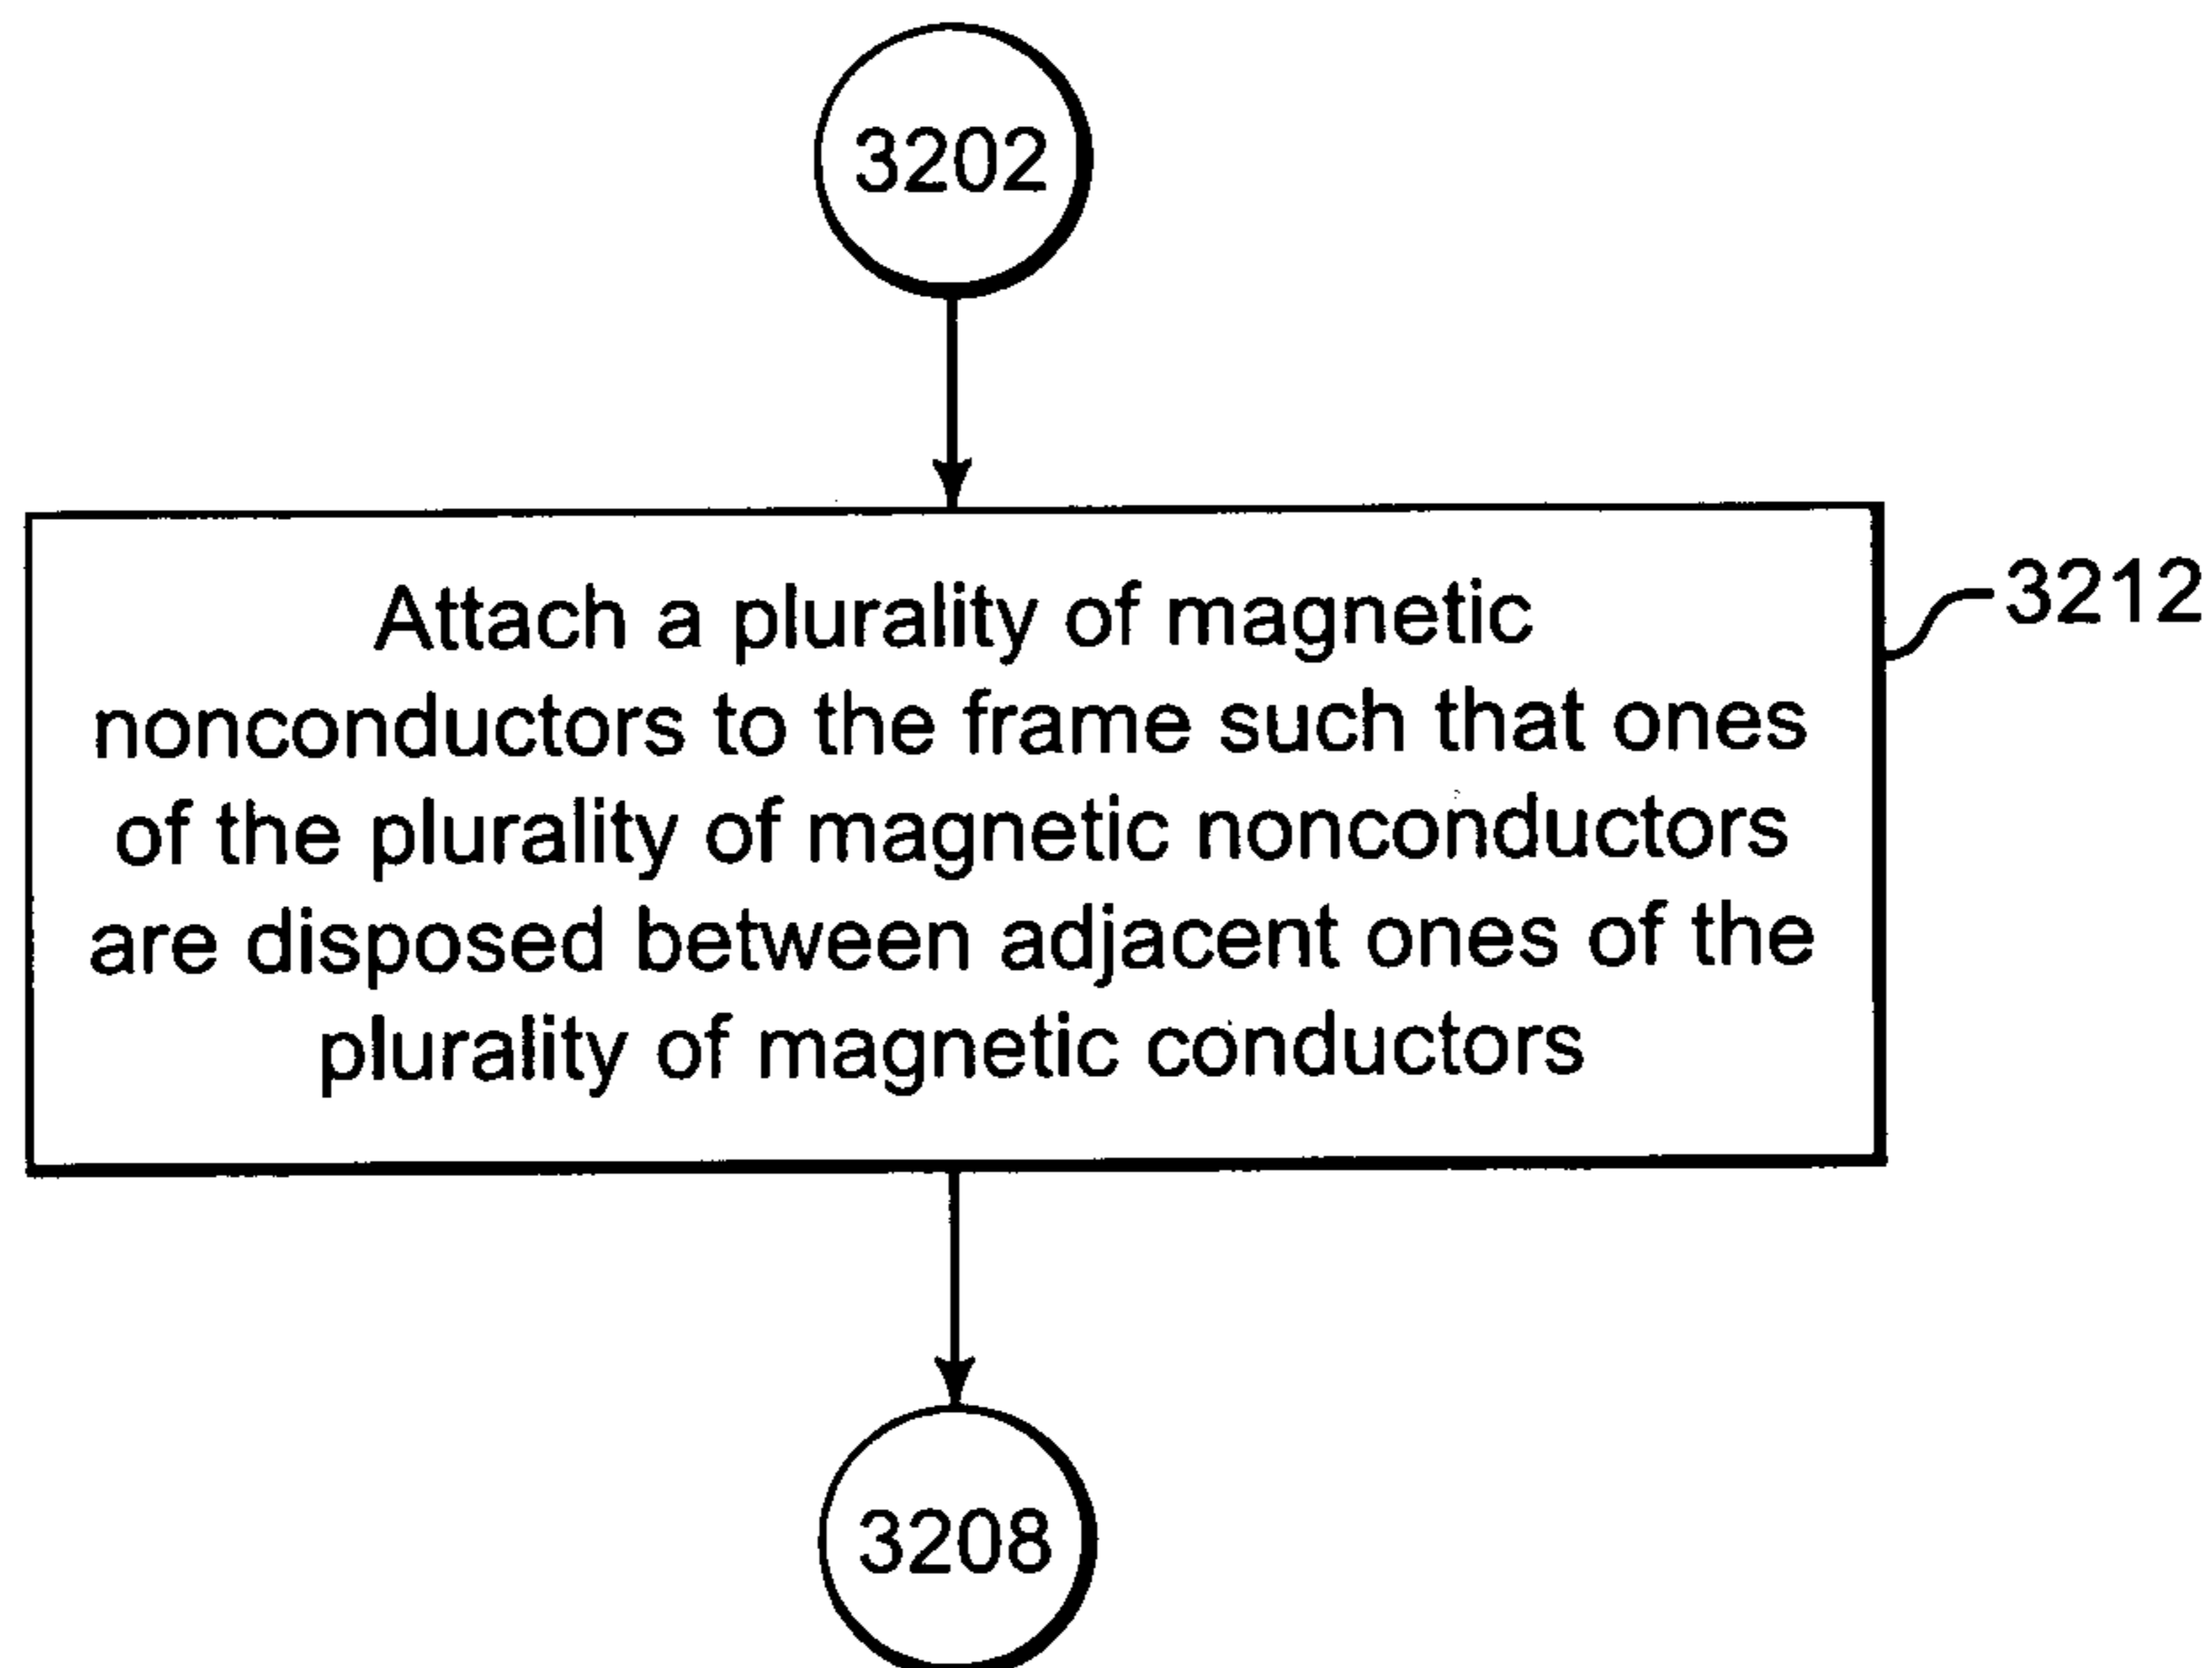 3202
3212
Attach a plurality of magnetic
nonconductors to the frame such that ones
of the plurality of magnetic nonconductors
are disposed between adjacent ones of the
plurality of magnetic conductors
3208